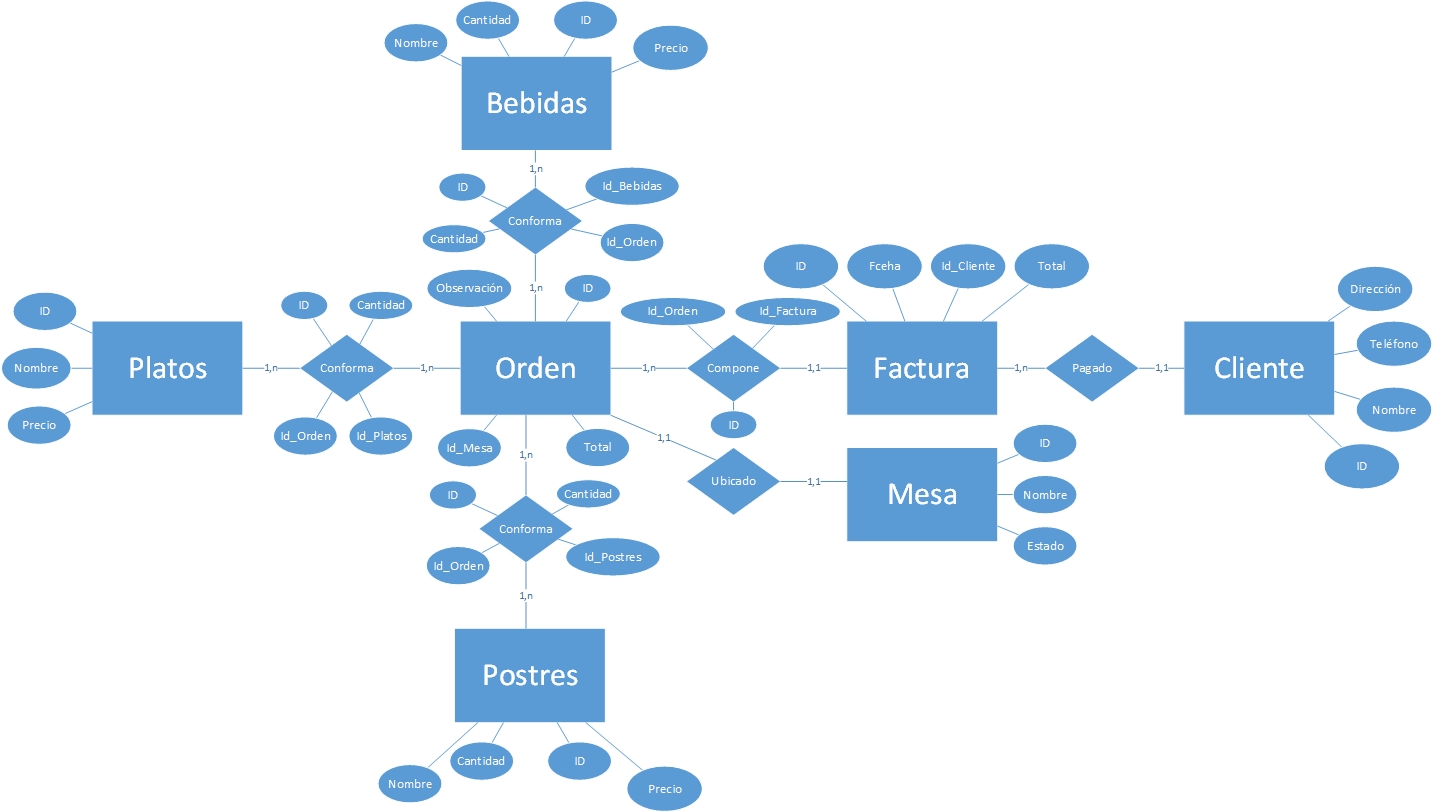 Cantidad
ID
Nombre
Precio
Bebidas
1,n
ID
Id_Bebidas
Conforma
Cantidad
Id_Orden
1,n
Observación
ID
ID
Nombre
Precio
Platos
1,n
ID
Cantidad
Conforma
Id_Orden
Id_Platos
1,n
Orden
Id_Mesa
Total
1,n
Id_Orden
Id_Factura
Compone
ID
1,1
ID
Fceha
Id_Cliente
Total
Factura
1,n
Pagado
1,1
Cliente
Dirección
Teléfono
Nombre
ID
1,1
Ubicado
1,1
Mesa
ID
Nombre
Estado
1,n
ID
Cantidad
Conforma
Id_Orden
Id_Postres
1,n
Postres
Nombre
Cantidad
ID
Precio